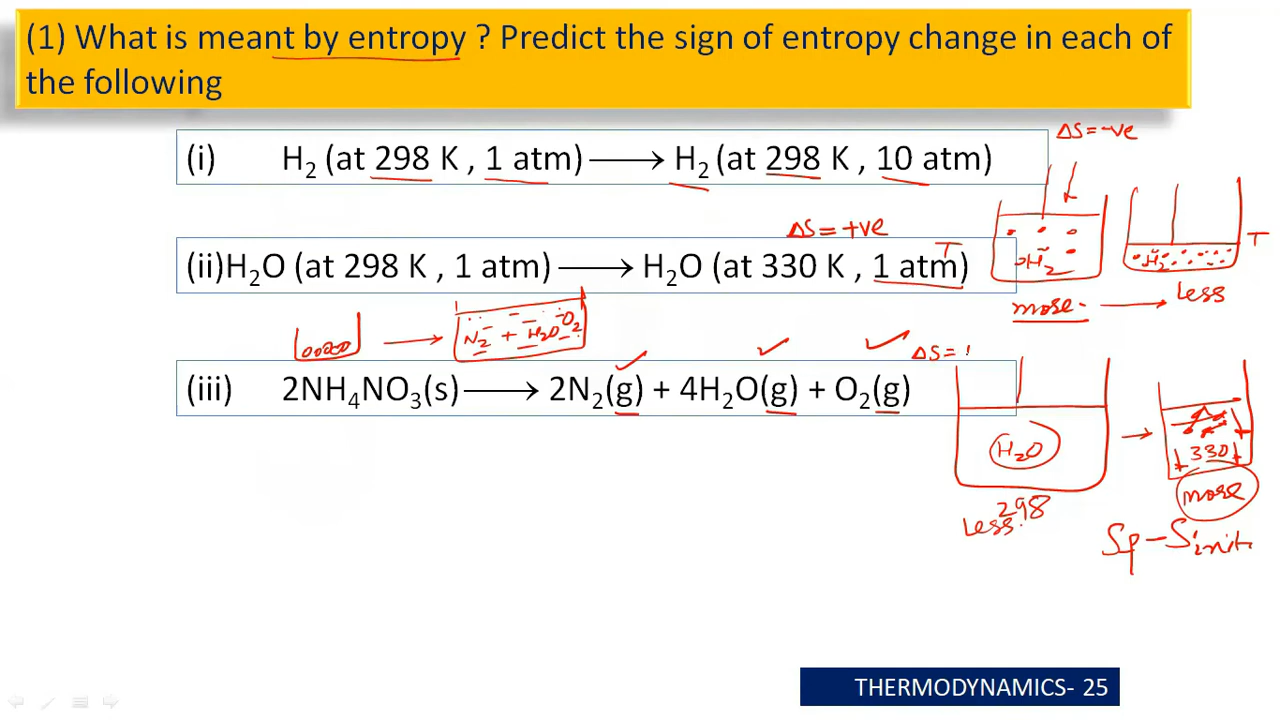 (1) What is meant by entropy ? Predict the sign of entropy change in each of
the following
ΔS=-ve
(i) H₂ (at 298 K , 1 atm) ⟶ H₂ (at 298 K , 10 atm)
ΔS = +ve
(ii)H₂O (at 298 K , 1 atm) ⟶ H₂O (at 330 K , 1 atm)
T
H₂
H₂
T
more → Less
N₂ + H₂O O₂
ΔS =
(iii) 2NH₄NO₃(s) ⟶ 2N₂(g) + 4H₂O(g) + O₂(g)
H₂O → 330
298
Less
more
THERMODYNAMICS- 25